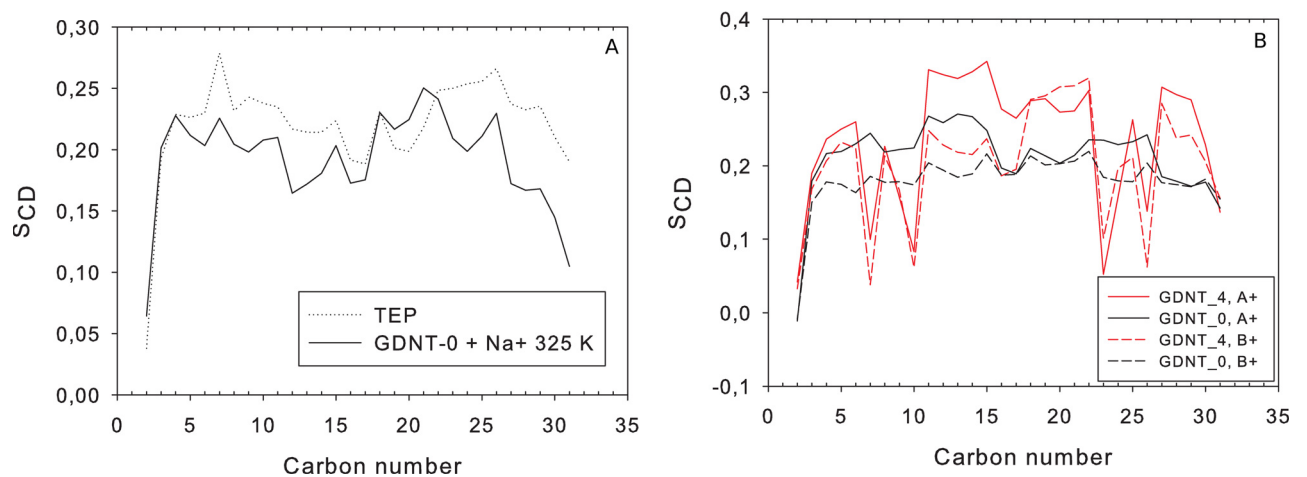 A
SCD
0,30
0,25
0,20
0,15
0,10
0,05
0,00
TEP
GDNT-0 + Na+ 325 K
0 5 10 15 20 25 30 35
Carbon number
B
SCD
0,4
0,3
0,2
0,1
0,0
-0,1
GDNT_4, A+
GDNT_0, A+
GDNT_4, B+
GDNT_0, B+
0 5 10 15 20 25 30 35
Carbon number